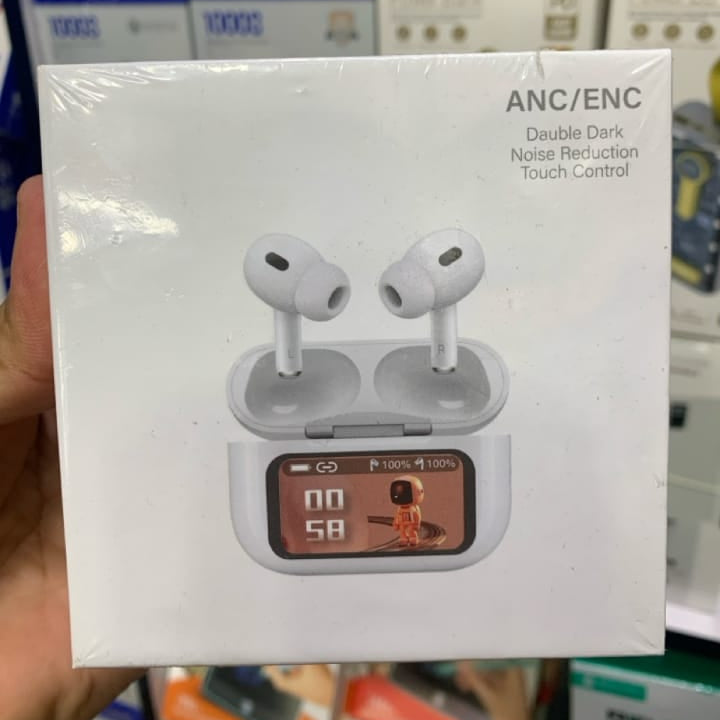 ANC/ENC
Dauble Dark
Noise Reduction
Touch Control
L
R
100% 100%
00
58